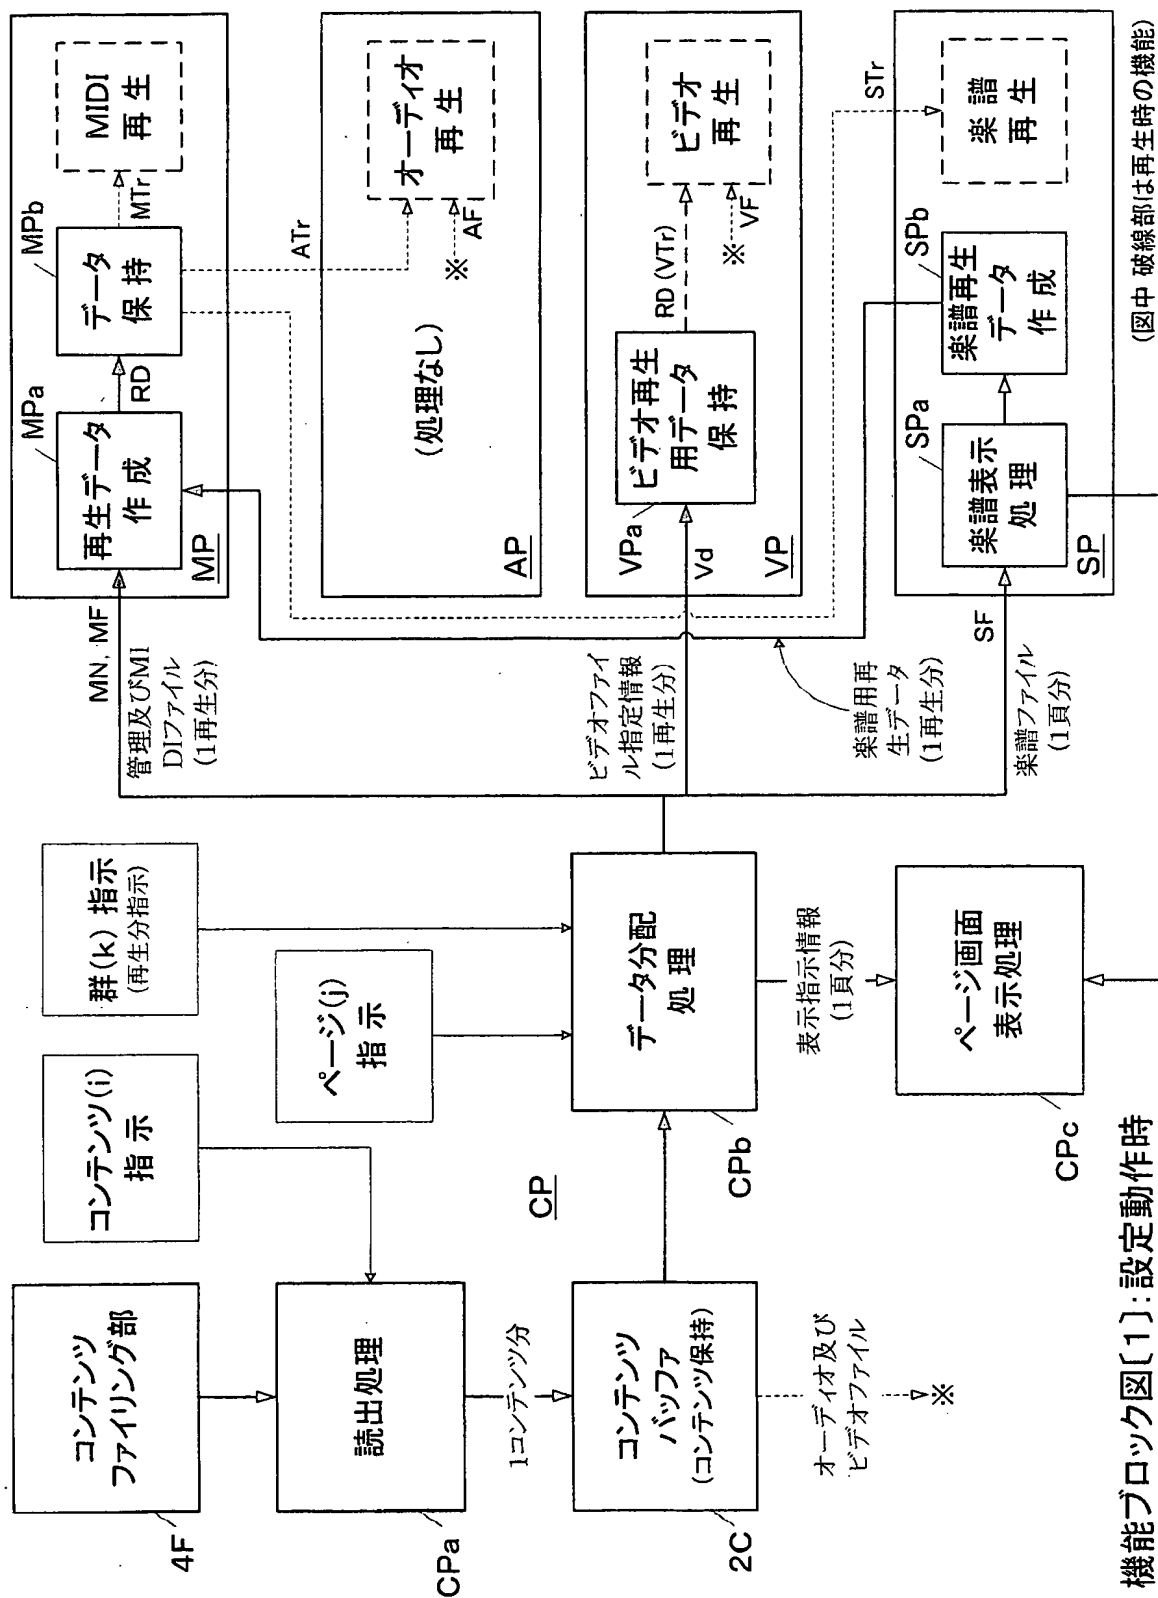 コンテンツ
ファイリング部
4F
読出処理
CPa
1コンテンツ分
コンテンツ
バッファ
(コンテンツ保持)
2C
オーディオ及び
ビデオファイル
※
コンテンツ(i)
指示
群(k) 指示
(再生分指示)
ページ(j)
指示
CP
データ分配
処理
CPb
表示指示情報
(1頁分)
ページ画面
表示処理
CPc
MN, MF
管理及びMI
DIファイル
(1再生分)
ビデオファイ
ル指定情報
(1再生分)
楽譜用再
生データ
(1再生分)
SF
楽譜ファイル
(1頁分)
MPa
再生データ
作成
MP
RD
MPb
データ
保持
MTr
MIDI
再生
ATr
(処理なし)
AP
オーディオ
再生
※
AF
VPa
Vd
ビデオ再生
用データ
保持
VP
RD (VTr)
ビデオ
再生
※
VF
STr
SPa
楽譜表示
処理
SP
SPb
楽譜再生
データ
作成
楽譜
再生
(図中 破線部は再生時の機能)
機能ブロック図〔1〕:設定動作時